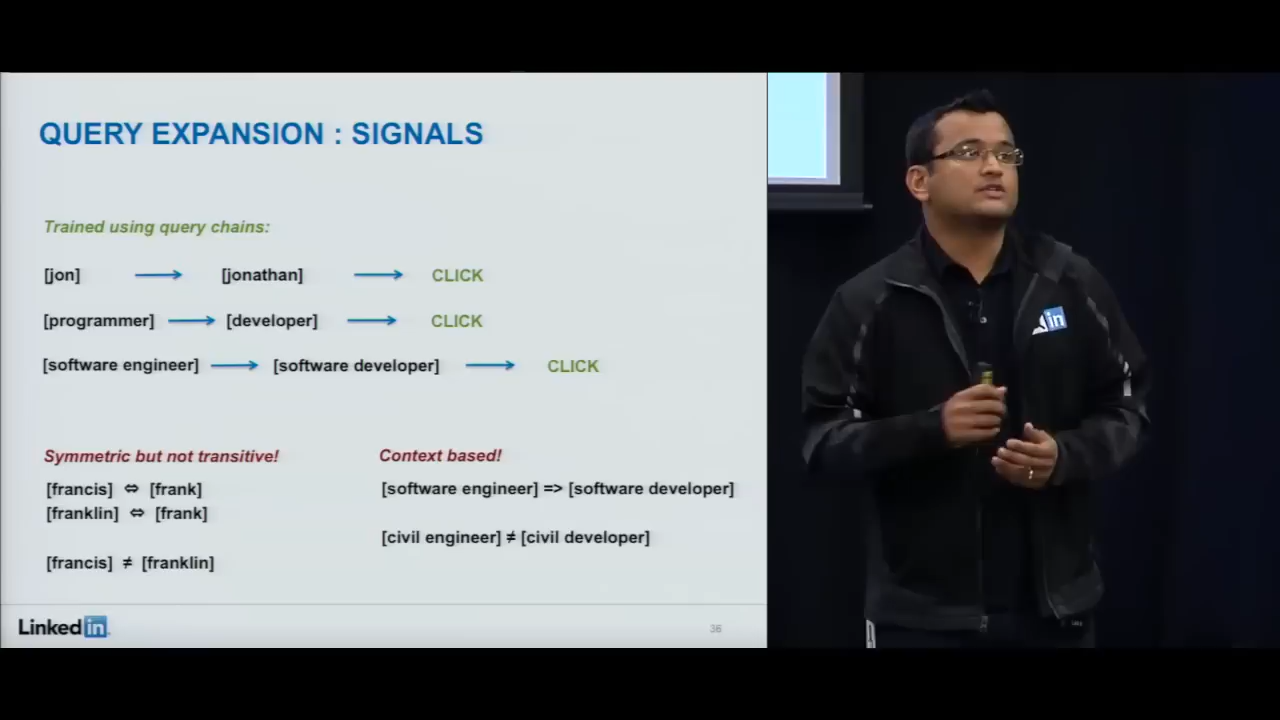 QUERY EXPANSION : SIGNALS
Trained using query chains:
[jon] → [jonathan] → CLICK
[programmer] → [developer] → CLICK
[software engineer] → [software developer] → CLICK
Symmetric but not transitive!
[francis] ⇔ [frank]
[franklin] ⇔ [frank]
[francis] ≠ [franklin]
Context based!
[software engineer] => [software developer]
[civil engineer] ≠ [civil developer]
LinkedIn
36
in